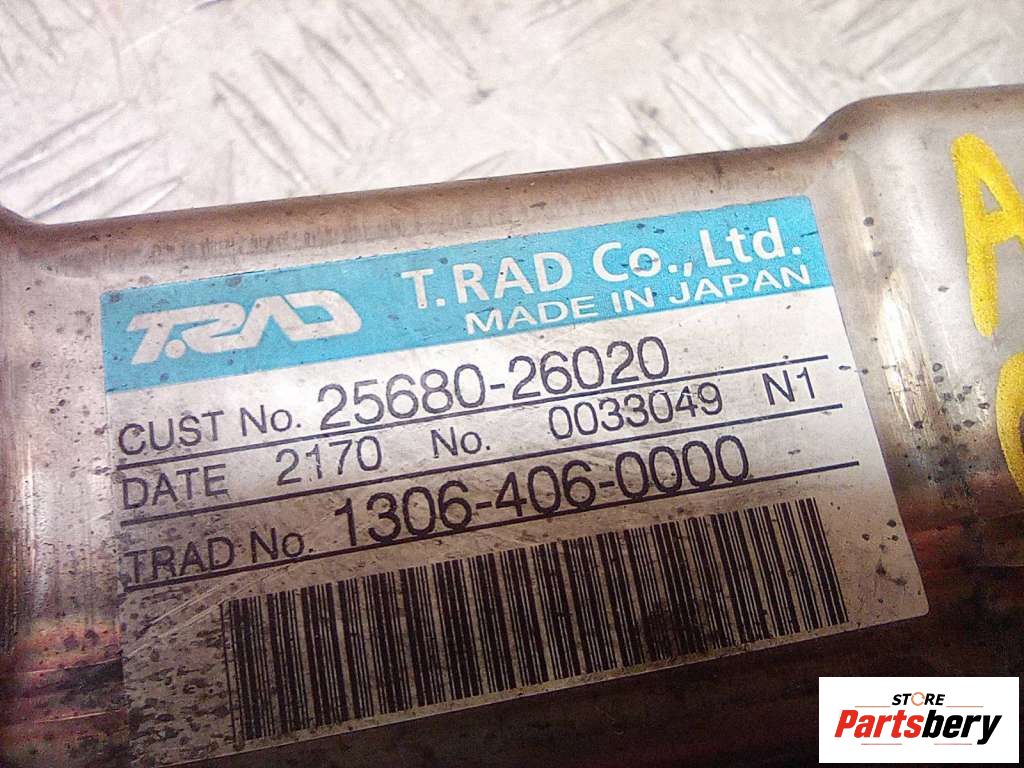 T.RAD T.RAD Co., Ltd.
MADE IN JAPAN
CUST No. 25680-26020
DATE 2170 No. 0033049 N1
TRAD No. 1306-406-0000
A
STORE
Partsbery